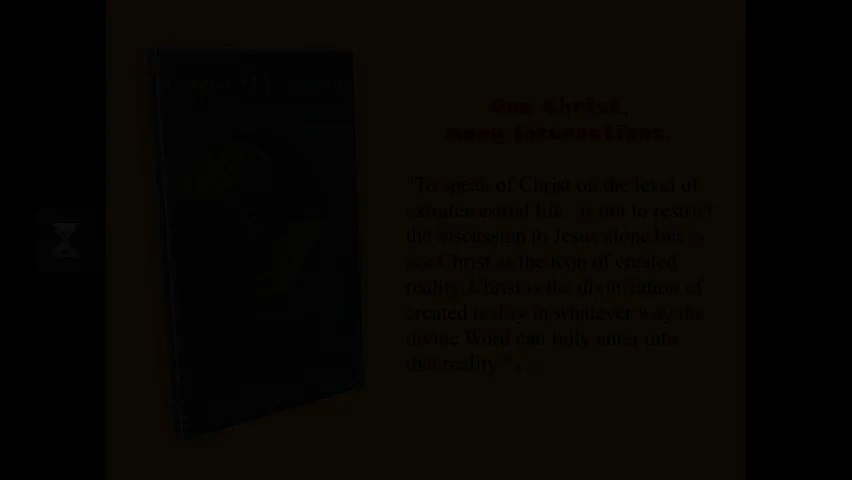 One Christ,
many Incarnations.
"To speak of Christ on the level of
extraterrestrial life is not to restrict
the discussion to Jesus alone but to
see Christ as the icon of created
reality. Christ is the divinization of
created reality in whatever way the
divine Word can fully enter into
that reality"